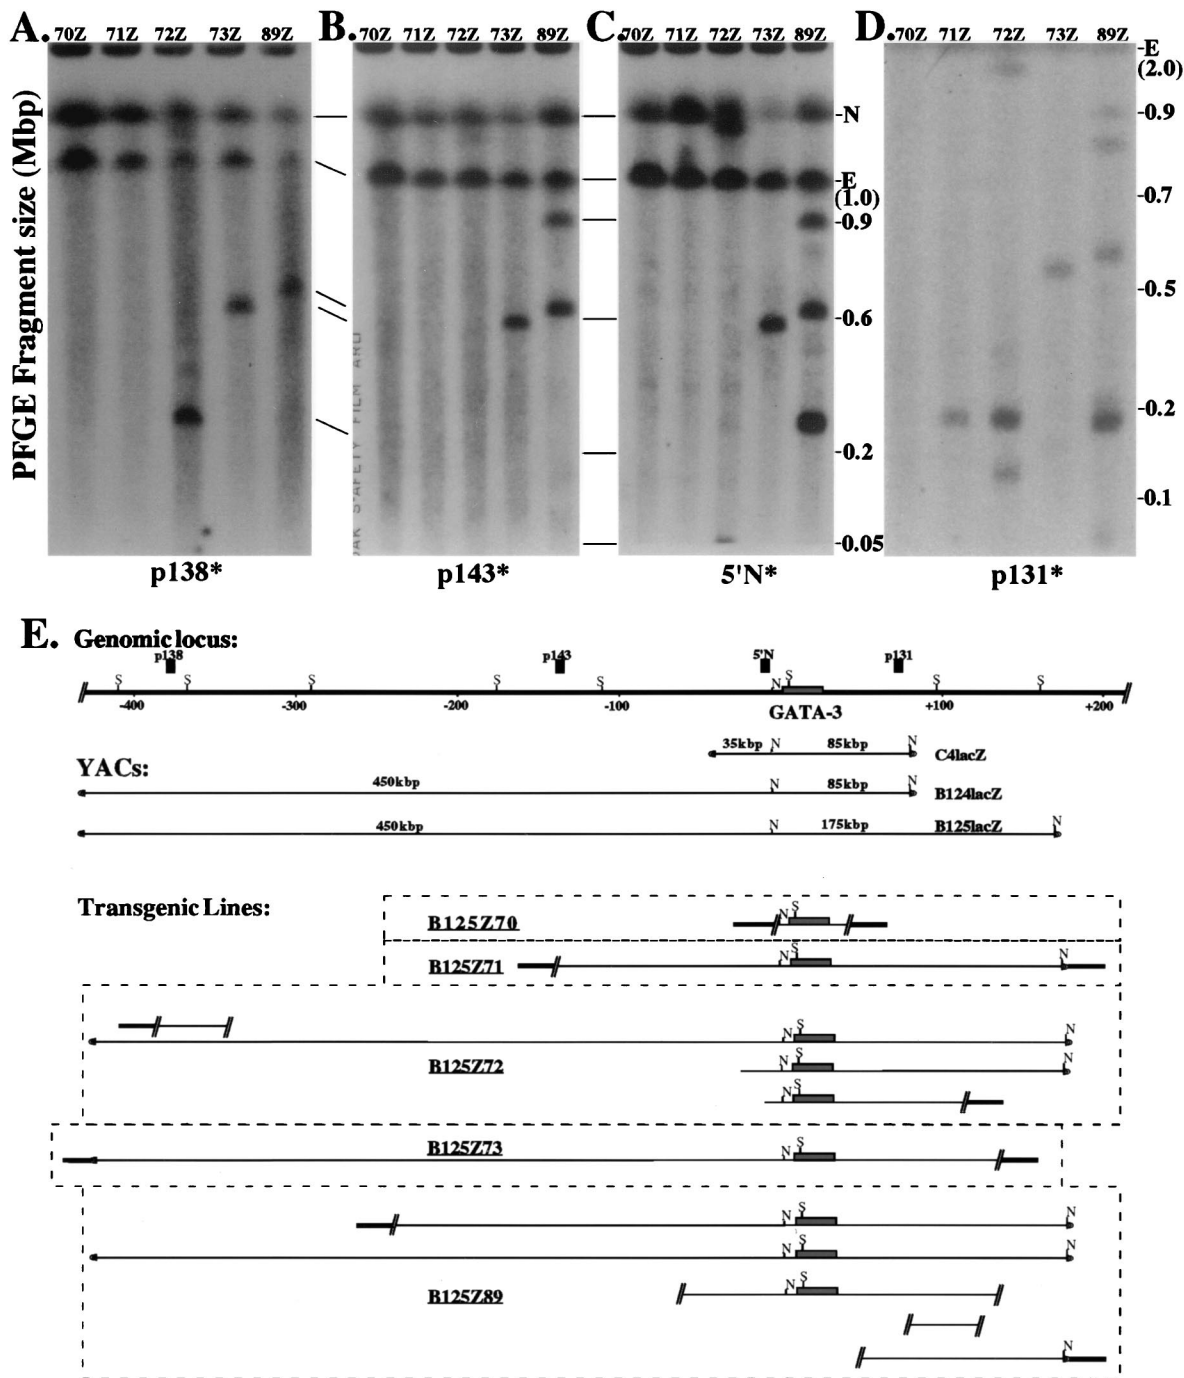 A. 70Z 71Z 72Z 73Z 89Z
B. 70Z 71Z 72Z 73Z 89Z
C. 70Z 71Z 72Z 73Z 89Z
D. 70Z 71Z 72Z 73Z 89Z
PFGE Fragment size (Mbp)
-N
-E
(1.0)
-0.9
-0.6
-0.2
-0.05
-E
(2.0)
-0.9
-0.7
-0.5
-0.2
-0.1
SAFETY FILM
p138*
p143*
5'N*
p131*
E. Genomic locus:
p138 p143 5'N p131
S S S S S N S S S
-400 -300 -200 -100 +100 +200
GATA-3
YACs:
35kbp N 85kbp N C4lacZ
450kbp N 85kbp N B124lacZ
450kbp N 175kbp N B125lacZ
Transgenic Lines:
B125Z70 N S
B125Z71 N S N
N S N
B125Z72 N S N
N S
B125Z73 N S
N S N
N S N
B125Z89 N S
N